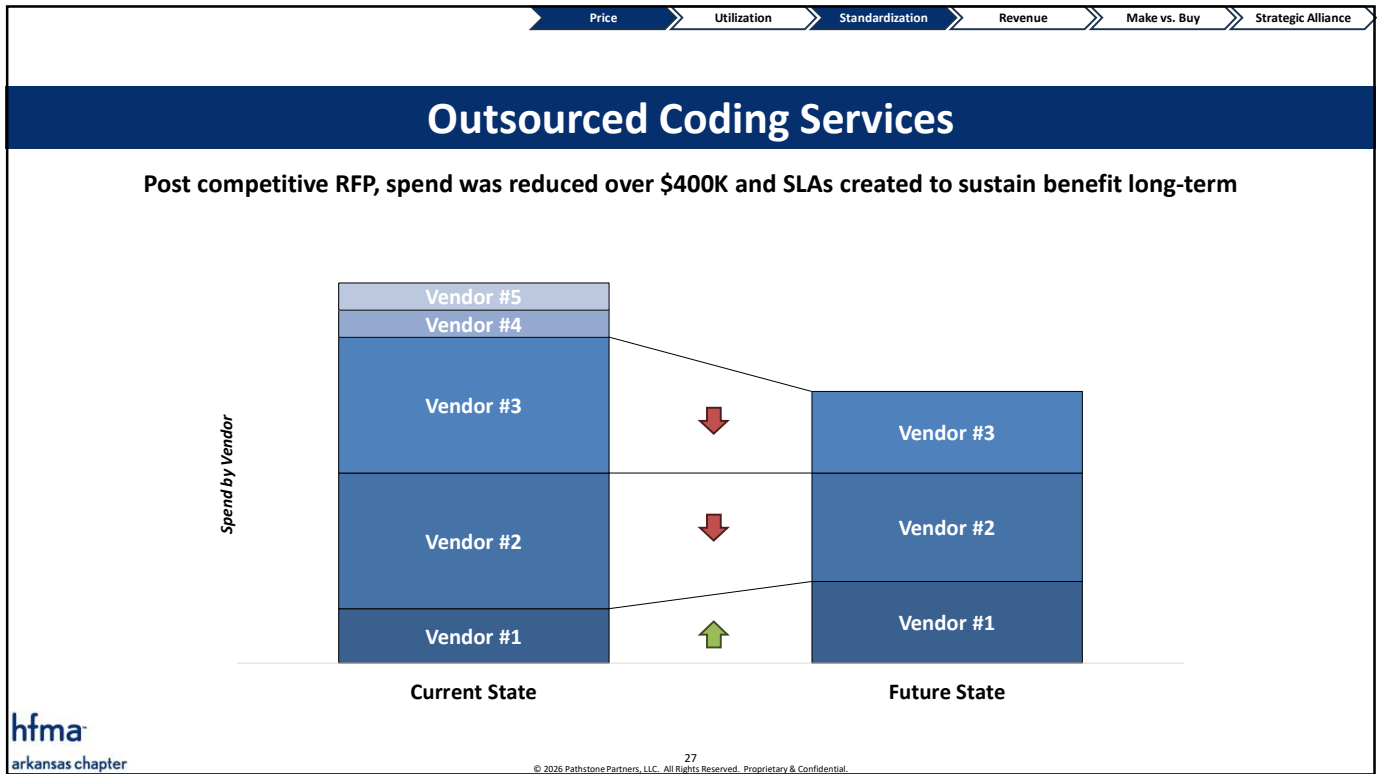 Price
Utilization
Standardization
Revenue
Make vs. Buy
Strategic Alliance
Outsourced Coding Services
Post competitive RFP, spend was reduced over $400K and SLAs created to sustain benefit long-term
Spend by Vendor
Vendor #5
Vendor #4
Vendor #3
Vendor #2
Vendor #1
Vendor #3
Vendor #2
Vendor #1
Current State
Future State
hfma
arkansas chapter
27
© 2026 Pathstone Partners, LLC. All Rights Reserved. Proprietary & Confidential.